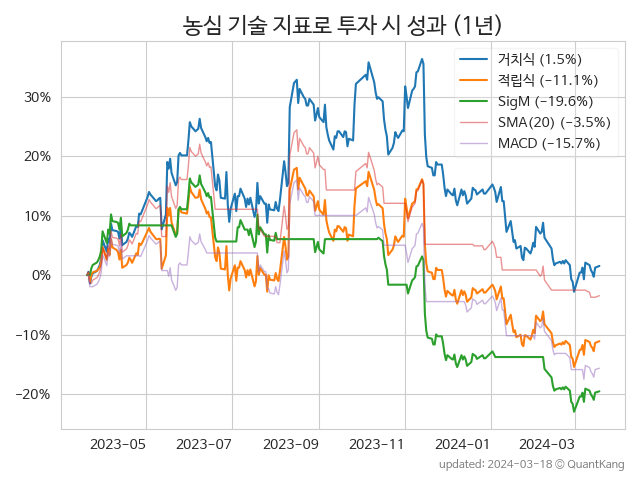 농심 기술 지표로 투자 시 성과 (1년)
거치식 (1.5%)
적립식 (−11.1%)
SigM (−19.6%)
SMA(20) (−3.5%)
MACD (−15.7%)
30%
20%
10%
0%
−10%
−20%
2023−05 2023−07 2023−09 2023−11 2024−01 2024−03
updated: 2024-03-18 © QuantKang